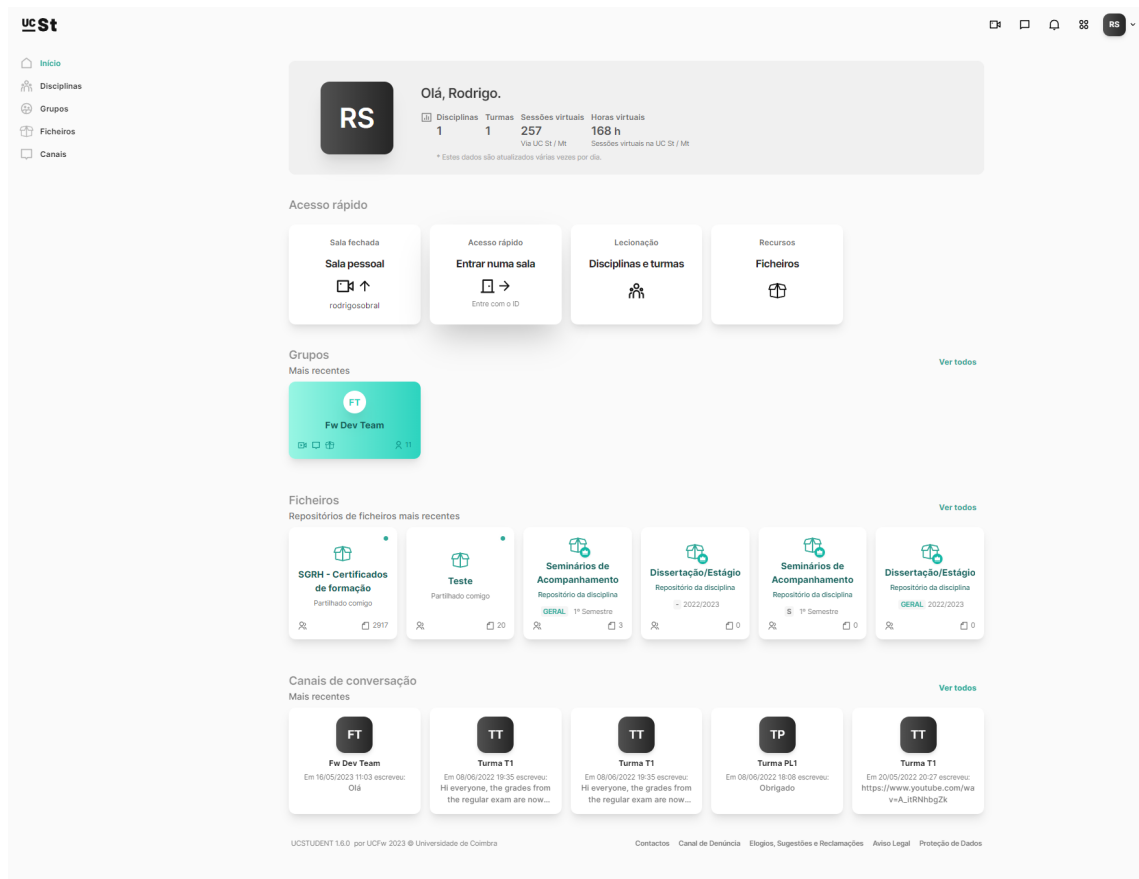 UC St
RS
Início
Disciplinas
Grupos
Ficheiros
Canais
RS
Olá, Rodrigo.
Disciplinas Turmas Sessões virtuais Horas virtuais
1 1 257 168 h
Via UC St / Mt Sessões virtuais na UC St / Mt
* Estes dados são atualizados várias vezes por dia.
Acesso rápido
Sala fechada
Sala pessoal
rodrigosobral
Acesso rápido
Entrar numa sala
Entre com o ID
Lecionação
Disciplinas e turmas
Recursos
Ficheiros
Grupos
Mais recentes
Ver todos
FT
Fw Dev Team
11
Ficheiros
Repositórios de ficheiros mais recentes
Ver todos
SGRH - Certificados
de formação
Partilhado comigo
2917
Teste
Partilhado comigo
20
Seminários de
Acompanhamento
Repositório da disciplina
GERAL 1º Semestre
3
Dissertação/Estágio
Repositório da disciplina
- 2022/2023
0
Seminários de
Acompanhamento
Repositório da disciplina
S 1º Semestre
0
Dissertação/Estágio
Repositório da disciplina
GERAL 2022/2023
0
Canais de conversação
Mais recentes
Ver todos
FT
Fw Dev Team
Em 16/05/2023 11:03 escreveu:
Olá
TT
Turma T1
Em 08/06/2022 19:35 escreveu:
Hi everyone, the grades from
the regular exam are now...
TT
Turma T1
Em 08/06/2022 19:35 escreveu:
Hi everyone, the grades from
the regular exam are now...
TP
Turma PL1
Em 08/06/2022 18:08 escreveu:
Obrigado
TT
Turma T1
Em 20/05/2022 20:27 escreveu:
https://www.youtube.com/wa
v=A_itRNhbgZk
UCSTUDENT 1.6.0 por UCFw 2023 @ Universidade de Coimbra
Contactos Canal de Denúncia Elogios, Sugestões e Reclamações Aviso Legal Proteção de Dados